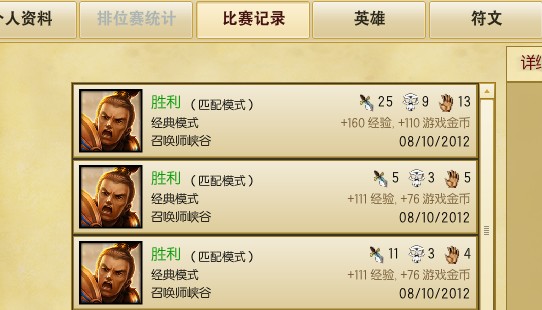 个人资料
排位赛统计
比赛记录
英雄
符文
详细
胜利 (匹配模式) 25 9 13
经典模式 +160 经验, +110 游戏金币
召唤师峡谷 08/10/2012
胜利 (匹配模式) 5 3 5
经典模式 +111 经验, +76 游戏金币
召唤师峡谷 08/10/2012
胜利 (匹配模式) 11 3 4
经典模式 +111 经验, +76 游戏金币
召唤师峡谷 08/10/2012